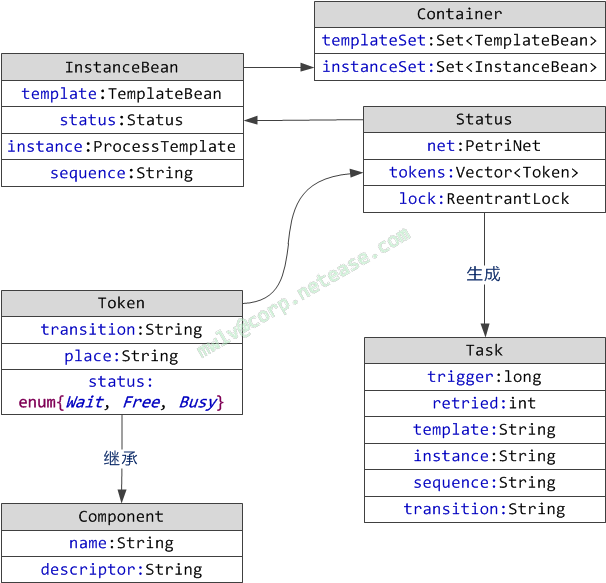 Container
templateSet:Set<TemplateBean>
instanceSet:Set<InstanceBean>
InstanceBean
template:TemplateBean
status:Status
instance:ProcessTemplate
sequence:String
Status
net:PetriNet
tokens:Vector<Token>
lock:ReentrantLock
mwlv@corp.netease.com
生成
Token
transition:String
place:String
status:
enum{Wait, Free, Busy}
继承
Task
trigger:long
retried:int
template:String
instance:String
sequence:String
transition:String
Component
name:String
descriptor:String